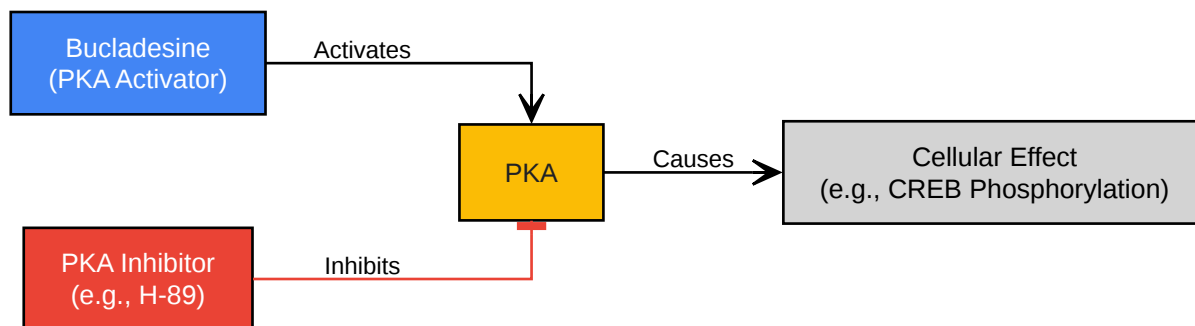 Bucladesine
(PKA Activator)
Activates
PKA
Causes
Cellular Effect
(e.g., CREB Phosphorylation)
PKA Inhibitor
(e.g., H-89)
Inhibits